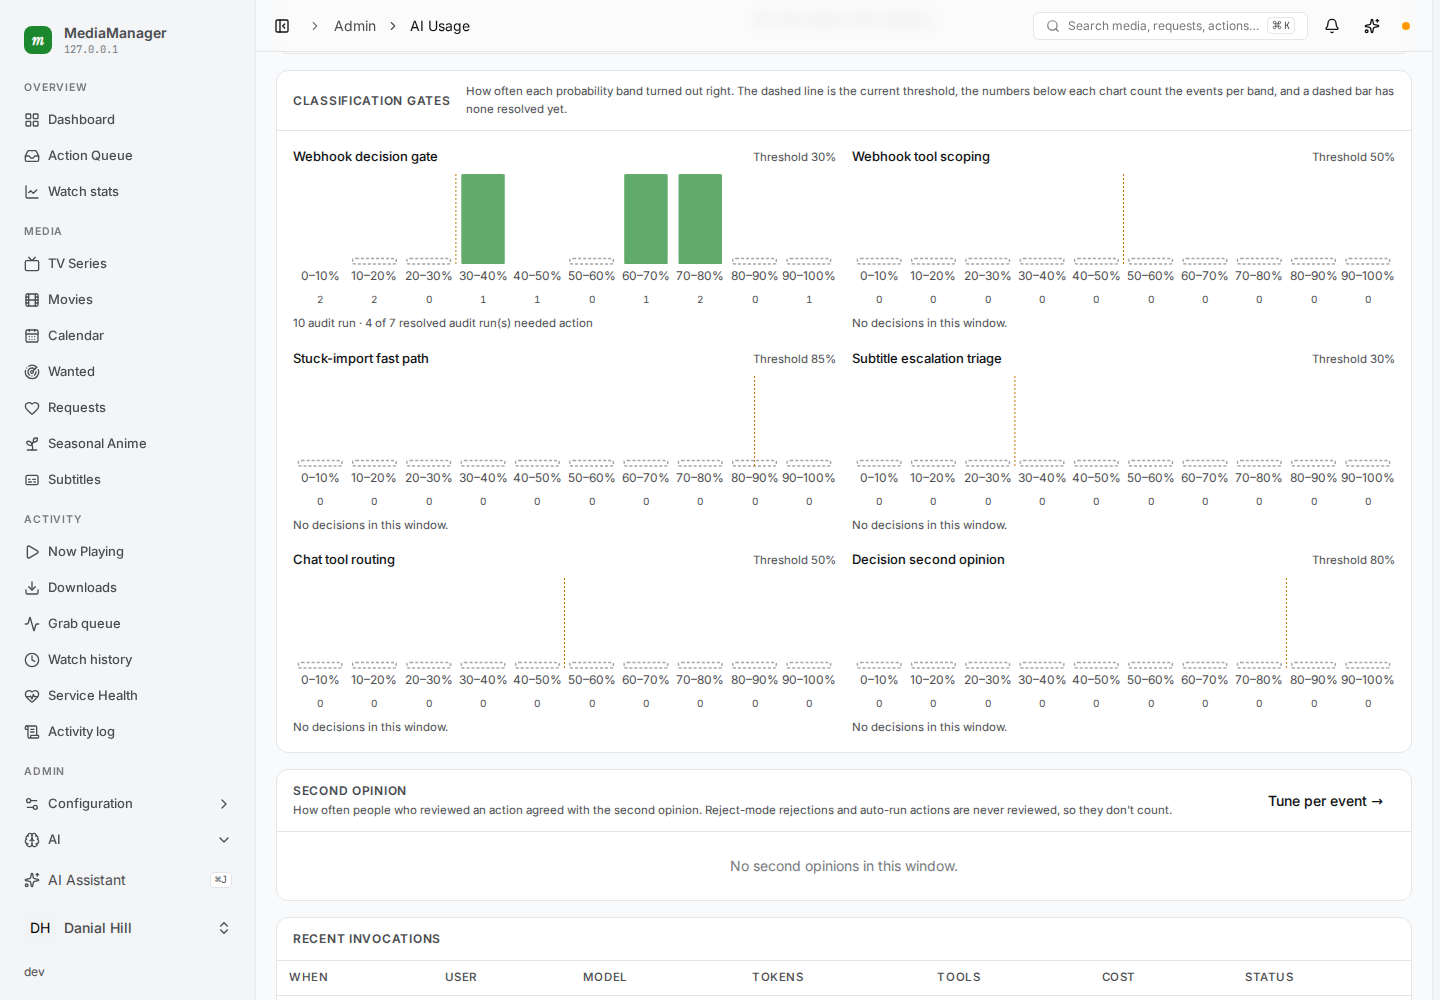 MediaManager
127.0.0.1
OVERVIEW
Dashboard
Action Queue
Watch stats
MEDIA
TV Series
Movies
Calendar
Wanted
Requests
Seasonal Anime
Subtitles
ACTIVITY
Now Playing
Downloads
Grab queue
Watch history
Service Health
Activity log
ADMIN
Configuration
AI
AI Assistant ⌘J
DH Danial Hill
dev
Admin > AI Usage
Search media, requests, actions... ⌘K
CLASSIFICATION GATES
How often each probability band turned out right. The dashed line is the current threshold, the numbers below each chart count the events per band, and a dashed bar has
none resolved yet.
Webhook decision gate Threshold 30%
0–10% 10–20% 20–30% 30–40% 40–50% 50–60% 60–70% 70–80% 80–90% 90–100%
2 2 0 1 1 0 1 2 0 1
10 audit run · 4 of 7 resolved audit run(s) needed action
Webhook tool scoping Threshold 50%
0–10% 10–20% 20–30% 30–40% 40–50% 50–60% 60–70% 70–80% 80–90% 90–100%
0 0 0 0 0 0 0 0 0 0
No decisions in this window.
Stuck-import fast path Threshold 85%
0–10% 10–20% 20–30% 30–40% 40–50% 50–60% 60–70% 70–80% 80–90% 90–100%
0 0 0 0 0 0 0 0 0 0
No decisions in this window.
Subtitle escalation triage Threshold 30%
0–10% 10–20% 20–30% 30–40% 40–50% 50–60% 60–70% 70–80% 80–90% 90–100%
0 0 0 0 0 0 0 0 0 0
No decisions in this window.
Chat tool routing Threshold 50%
0–10% 10–20% 20–30% 30–40% 40–50% 50–60% 60–70% 70–80% 80–90% 90–100%
0 0 0 0 0 0 0 0 0 0
No decisions in this window.
Decision second opinion Threshold 80%
0–10% 10–20% 20–30% 30–40% 40–50% 50–60% 60–70% 70–80% 80–90% 90–100%
0 0 0 0 0 0 0 0 0 0
No decisions in this window.
SECOND OPINION
How often people who reviewed an action agreed with the second opinion. Reject-mode rejections and auto-run actions are never reviewed, so they don't count.
Tune per event →
No second opinions in this window.
RECENT INVOCATIONS
WHEN USER MODEL TOKENS TOOLS COST STATUS